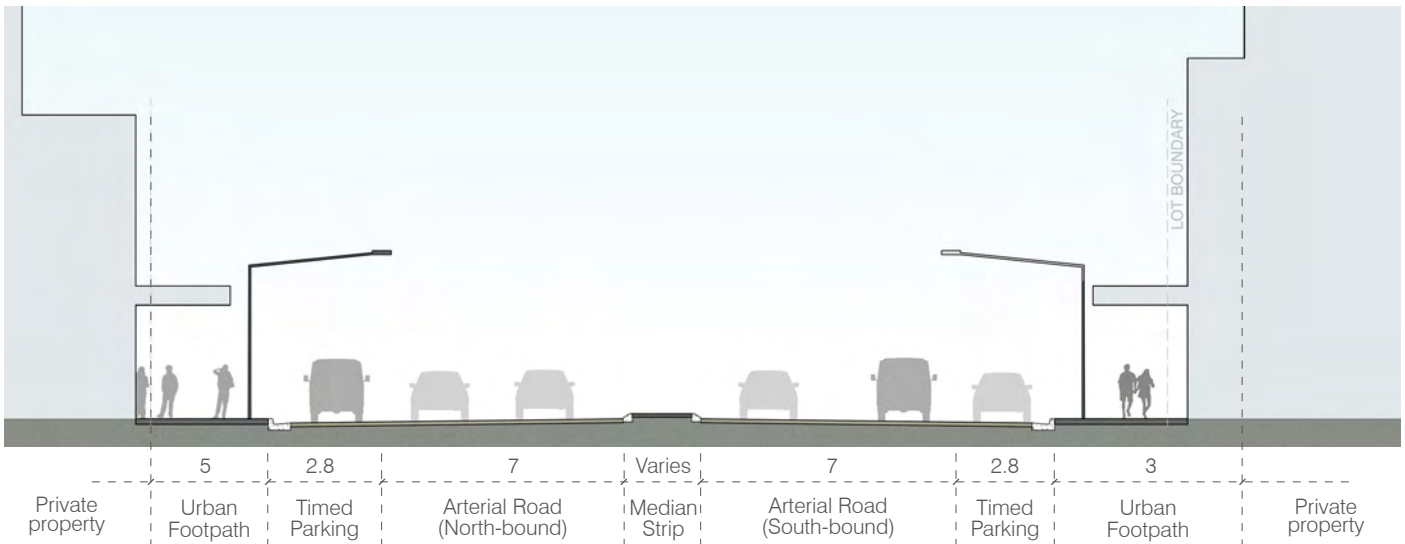 LOT BOUNDARY
5 2.8 7 Varies 7 2.8 3
Private Urban Timed Arterial Road Median Arterial Road Timed Urban Private
property Footpath Parking (North-bound) Strip (South-bound) Parking Footpath property